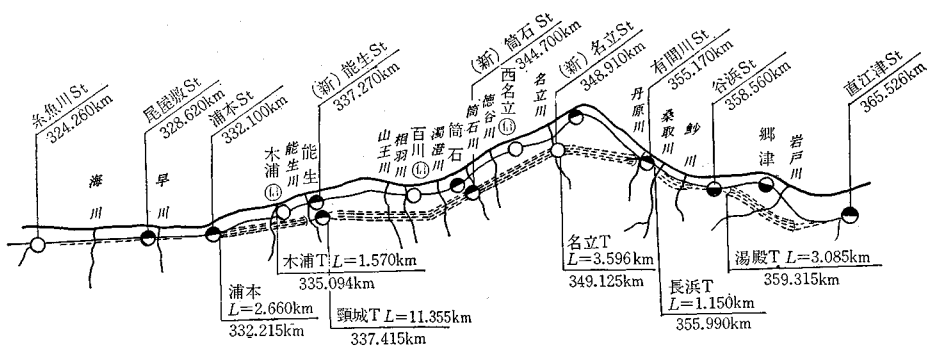 糸魚川St
324.260km
尾屋敷St
328.620km
浦本St
332.100km
(新)能生St
337.270km
(新)筒石St
344.700km
(新)名立St
348.910km
有間川St
355.170km
谷浜St
358.560km
直江津St
365.526km
海川
早川
木浦
能生川
能生
山王川
相羽川
百川
濁澄川
筒石
筒石川
徳谷川
西名立
名立川
丹原川
桑取川
郷津
岩戸川
浦本
L=2.660km
332.215km
木浦T L=1.570km
335.094km
頸城T L=11.355km
337.415km
名立T
L=3.596km
349.125km
長浜T
L=1.150km
355.990km
湯殿T L=3.085km
359.315km